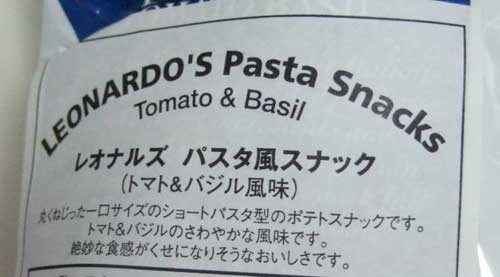 LEONARDO'S Pasta Snacks
Tomato & Basil
レオナルズ パスタ風スナック
(トマト&バジル風味)
丸くねじった一口サイズのショートパスタ型のポテトスナックです。
トマト&バジルのさわやかな風味です。
絶妙な食感がくせになりそうなおいしさです。